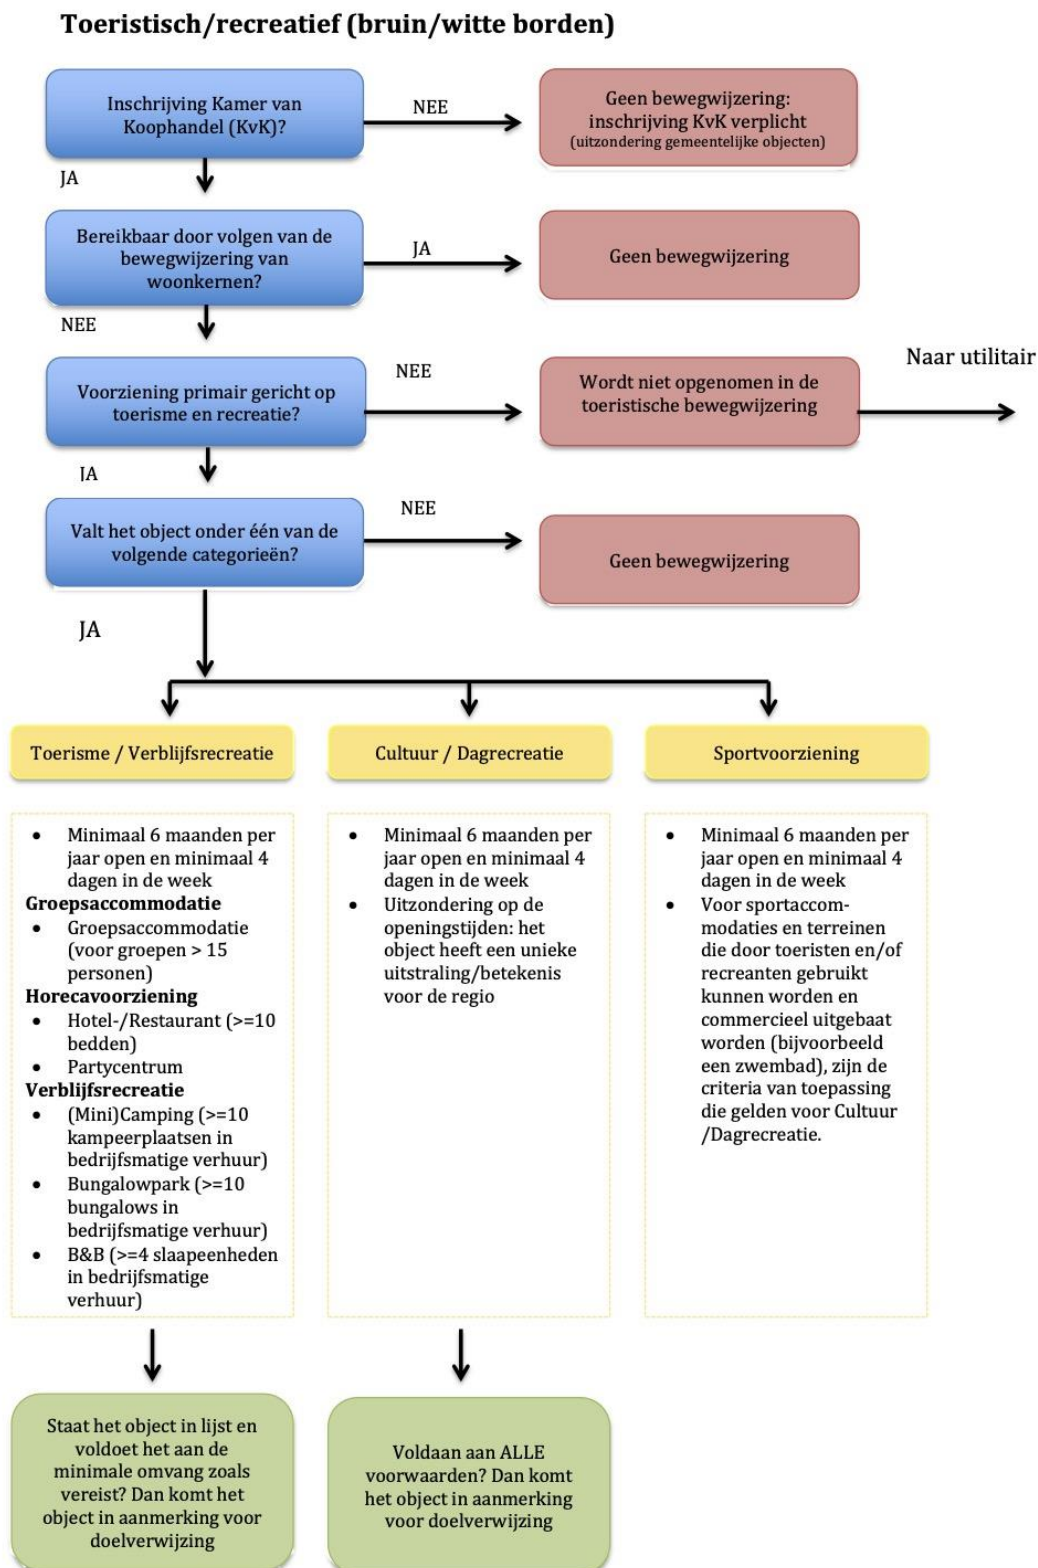 Toeristisch/recreatief (bruin/witte borden)
Inschrijving Kamer van
Koophandel (KvK)?
NEE
Geen bewegwijzering:
inschrijving KvK verplicht
(uitzondering gemeentelijke objecten)
JA
Bereikbaar door volgen van de
bewegwijzering van
woonkernen?
JA
Geen bewegwijzering
NEE
Voorziening primair gericht op
toerisme en recreatie?
NEE
Wordt niet opgenomen in de
toeristische bewegwijzering
Naar utilitair
JA
Valt het object onder één van de
volgende categorieën?
NEE
Geen bewegwijzering
JA
Toerisme / Verblijfsrecreatie
• Minimaal 6 maanden per
jaar open en minimaal 4
dagen in de week
Groepsaccommodatie
• Groepsaccommodatie
(voor groepen > 15
personen)
Horecavoorziening
• Hotel-/Restaurant (>=10
bedden)
• Partycentrum
Verblijfsrecreatie
• (Mini)Camping (>=10
kampeerplaatsen in
bedrijfsmatige verhuur)
• Bungalowpark (>=10
bungalows in
bedrijfsmatige verhuur)
• B&B (>=4 slaapeenheden
in bedrijfsmatige
verhuur)
Staat het object in lijst en
voldoet het aan de
minimale omvang zoals
vereist? Dan komt het
object in aanmerking voor
doelverwijzing
Cultuur / Dagrecreatie
• Minimaal 6 maanden per
jaar open en minimaal 4
dagen in de week
• Uitzondering op de
openingstijden: het
object heeft een unieke
uitstraling/betekenis
voor de regio
Voldaan aan ALLE
voorwaarden? Dan komt
het object in aanmerking
voor doelverwijzing
Sportvoorziening
• Minimaal 6 maanden per
jaar open en minimaal 4
dagen in de week
• Voor sportaccom-
modaties en terreinen
die door toeristen en/of
recreanten gebruikt
kunnen worden en
commercieel uitgebaat
worden (bijvoorbeeld
een zwembad), zijn de
criteria van toepassing
die gelden voor Cultuur
/Dagrecreatie.